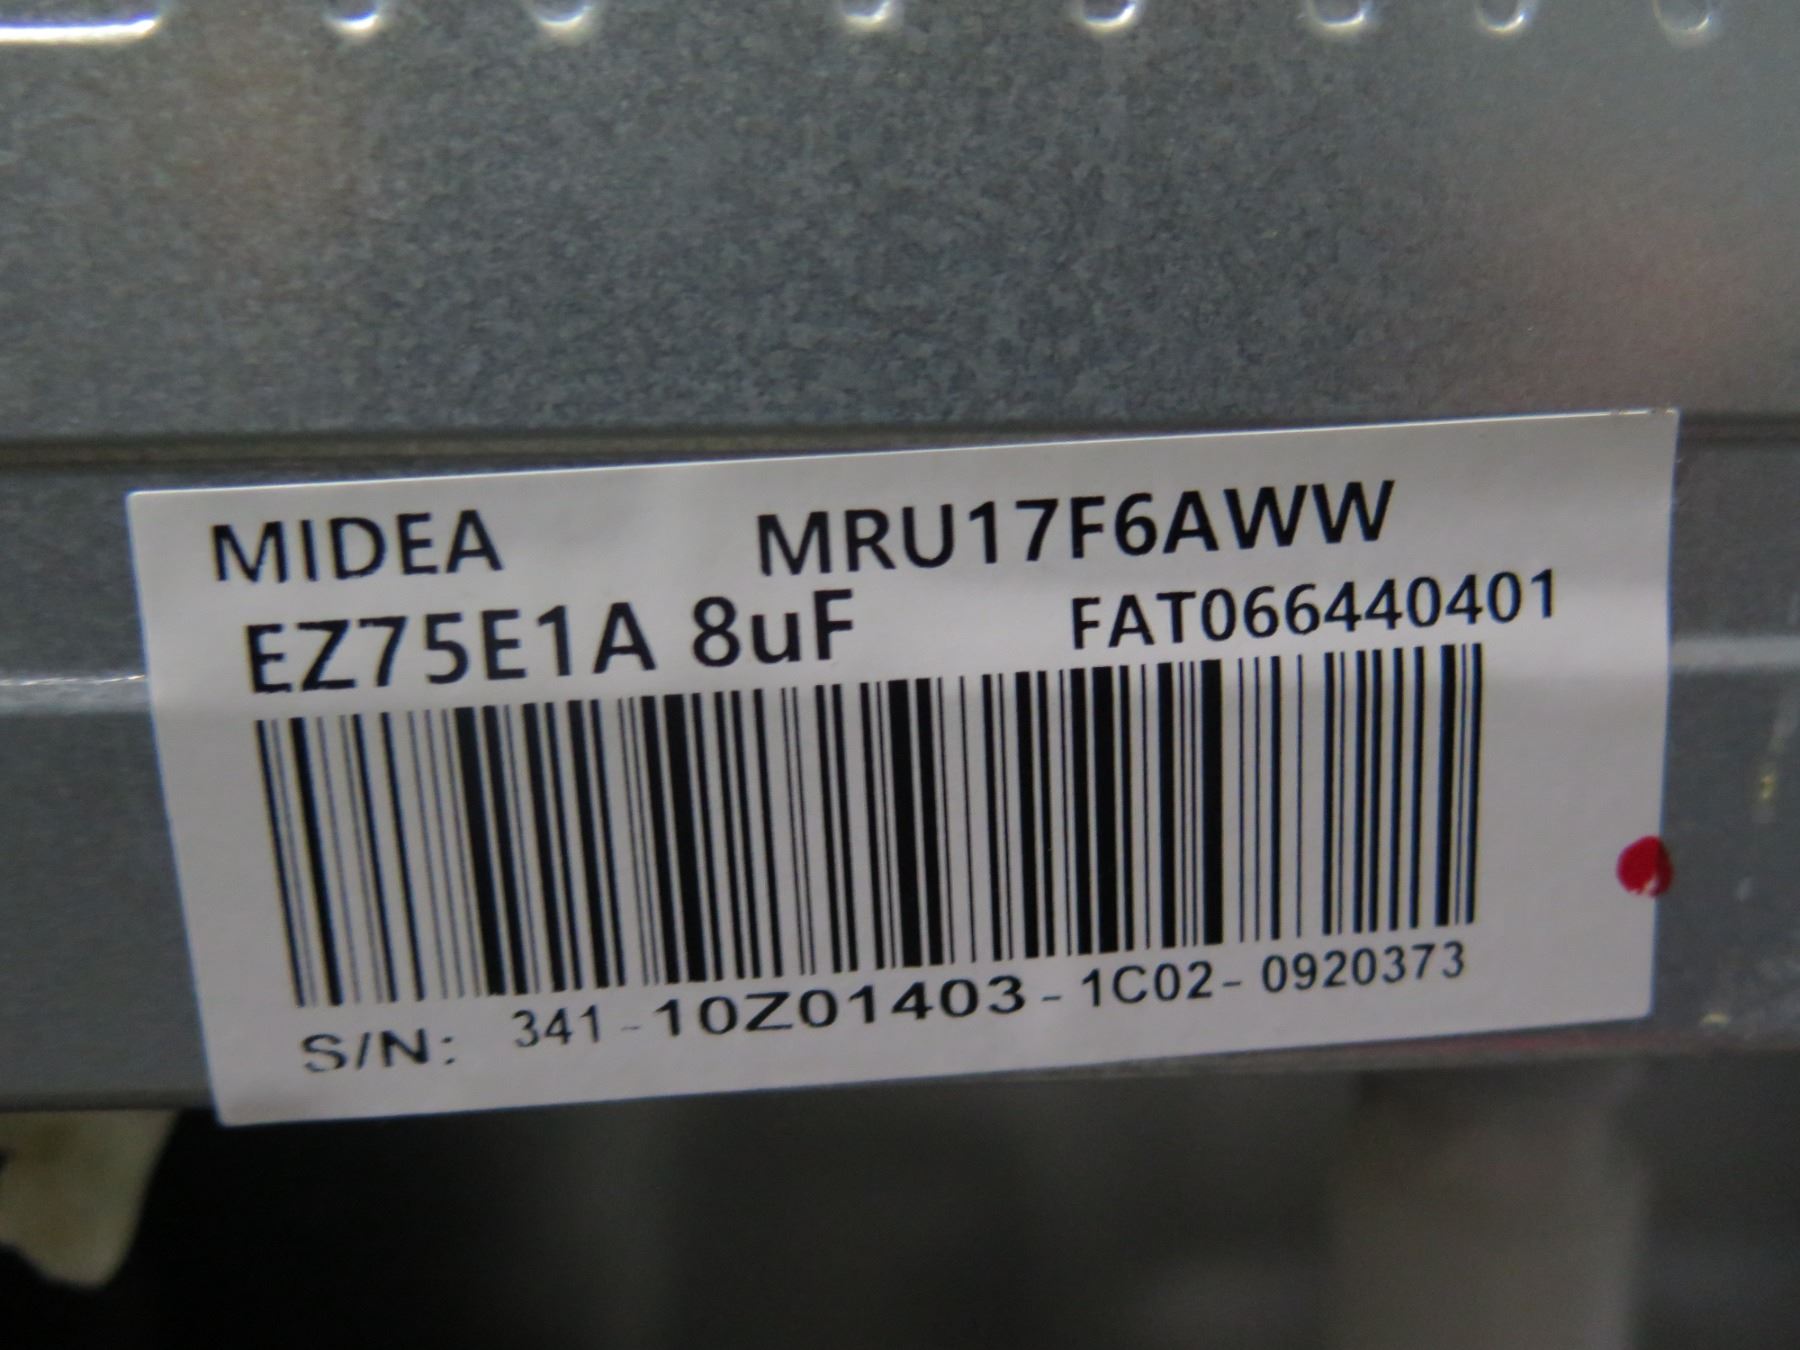 MIDEA MRU17F6AWW
EZ75E1A 8uF FAT066440401
S/N: 341-10Z01403-1C02-0920373